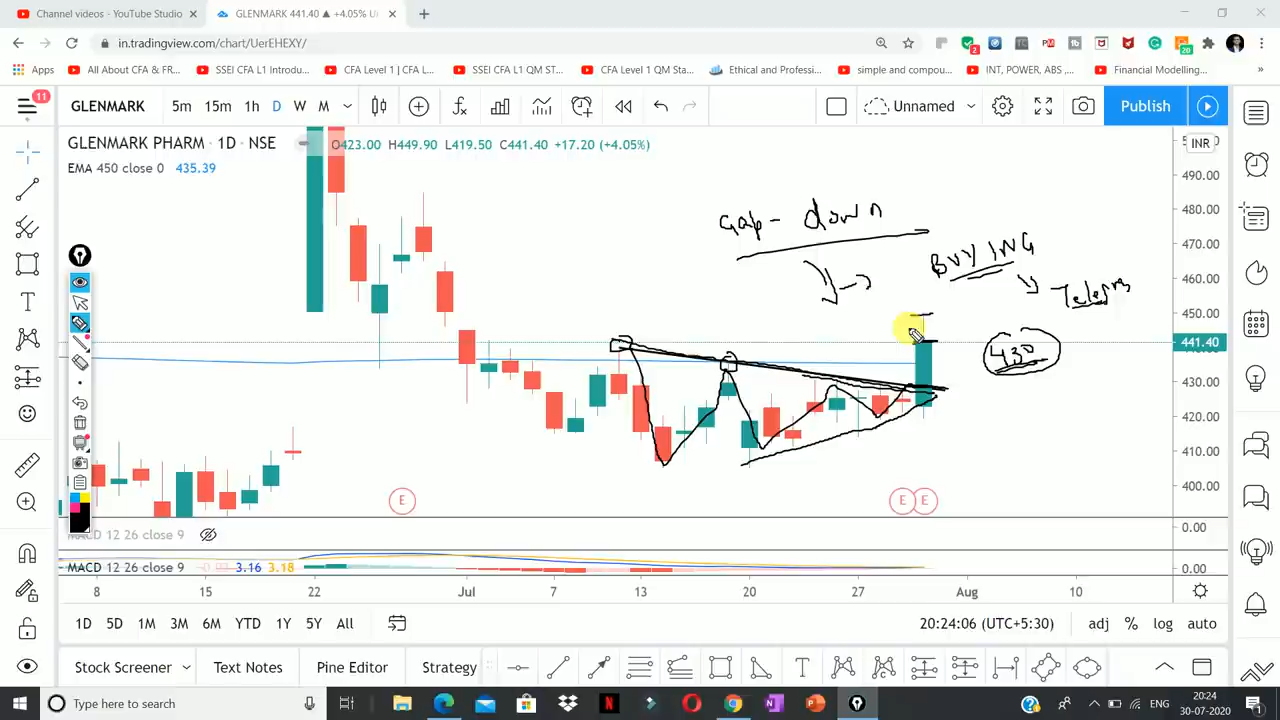 Channel videos - YouTube Studio
GLENMARK 441.40 ▲ +4.05% U
in.tradingview.com/chart/UerEHEXY/
Apps
All About CFA & FR...
SSEI CFA L1 Introdu...
CFA Level 1 | CFA L...
SSEI CFA L1 QM ST...
CFA Level 1 QM Sta...
Ethical and Professi...
simple and compou...
INT, POWER, ABS ,...
Financial Modelling...
»
11
GLENMARK 5m 15m 1h D W M
Unnamed
Publish
GLENMARK PHARM · 1D · NSE
O423.00 H449.90 L419.50 C441.40 +17.20 (+4.05%)
EMA 450 close 0 435.39
INR
490.00
480.00
470.00
460.00
450.00
441.40
430.00
420.00
410.00
400.00
Gap-down
BUYING
430
E
E
E
MACD 12 26 close 9
0.00
MACD 12 26 close 9 3.16 3.18
0.00
8 15 22 Jul 7 13 20 27 Aug 10
1D 5D 1M 3M 6M YTD 1Y 5Y All
20:24:06 (UTC+5:30)
adj % log auto
Stock Screener
Text Notes
Pine Editor
Strategy
Type here to search
ENG
20:24
30-07-2020